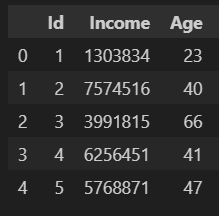 Id Income Age
0 1 1303834 23
1 2 7574516 40
2 3 3991815 66
3 4 6256451 41
4 5 5768871 47